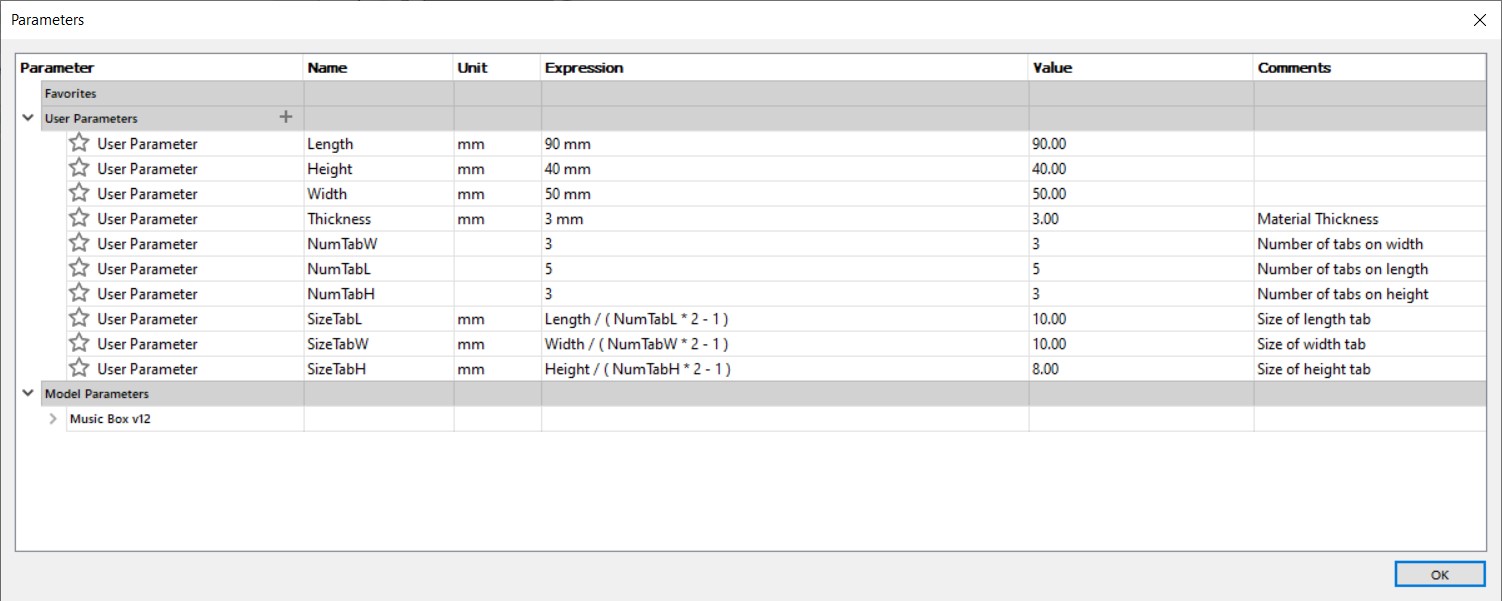 Parameters
Parameter Name Unit Expression Value Comments
Favorites
User Parameters +
User Parameter Length mm 90 mm 90.00
User Parameter Height mm 40 mm 40.00
User Parameter Width mm 50 mm 50.00
User Parameter Thickness mm 3 mm 3.00 Material Thickness
User Parameter NumTabW 3 3 Number of tabs on width
User Parameter NumTabL 5 5 Number of tabs on length
User Parameter NumTabH 3 3 Number of tabs on height
User Parameter SizeTabL mm Length / ( NumTabL * 2 - 1 ) 10.00 Size of length tab
User Parameter SizeTabW mm Width / ( NumTabW * 2 - 1 ) 10.00 Size of width tab
User Parameter SizeTabH mm Height / ( NumTabH * 2 - 1 ) 8.00 Size of height tab
Model Parameters
Music Box v12
OK